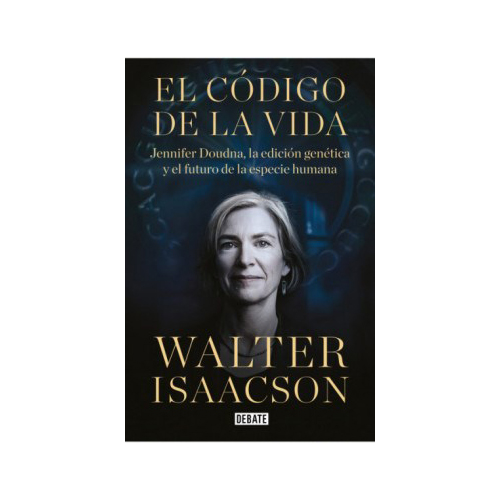 EL CÓDIGO
DE LA VIDA
Jennifer Doudna, la edición genética
y el futuro de la especie humana
WALTER
ISAACSON
DEBATE